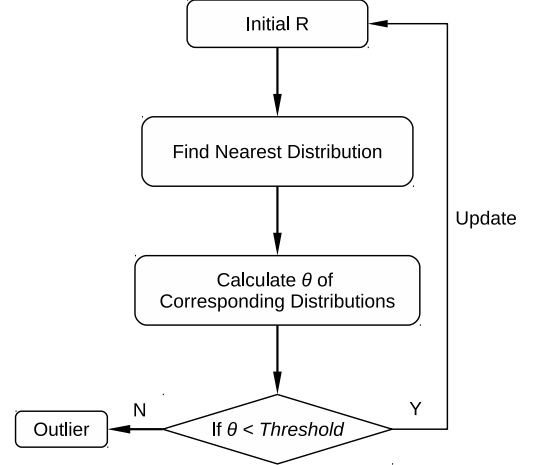 Initial R
Find Nearest Distribution
Update
Calculate θ of
Corresponding Distributions
N
Y
Outlier
If θ < Threshold